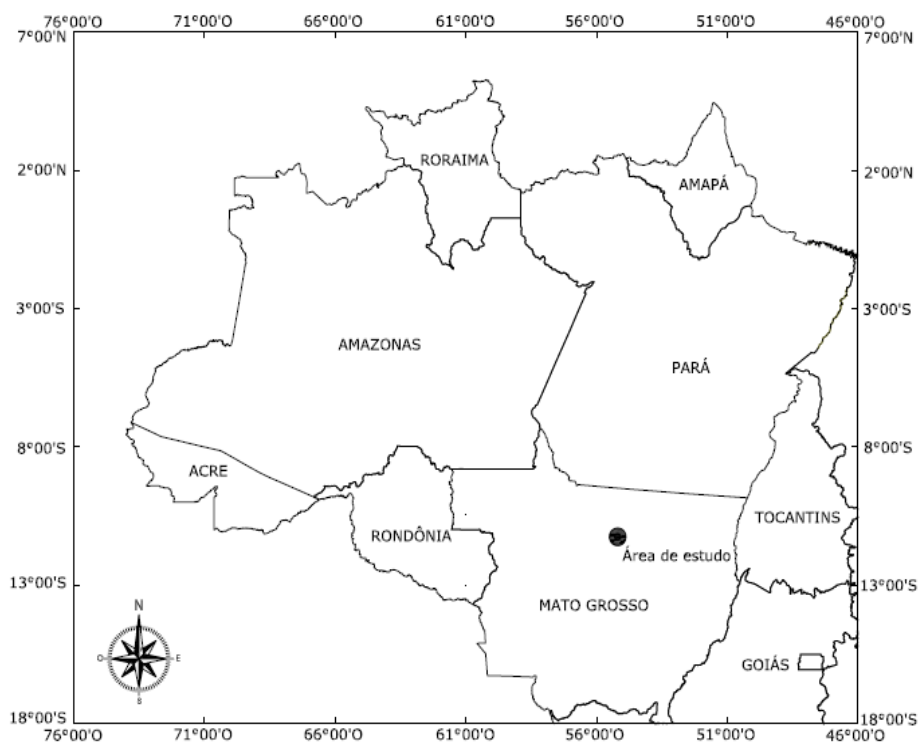 76°00'O 71°00'O 66°00'O 61°00'O 56°00'O 51°00'O 46°00'O
7°00'N 7°00'N
RORAIMA
2°00'N 2°00'N
AMAPÁ
3°00'S 3°00'S
AMAZONAS
PARÁ
8°00'S 8°00'S
ACRE
TOCANTINS
RONDÔNIA
Área de estudo
13°00'S 13°00'S
MATO GROSSO
N
O E
S
GOIÁS
18°00'S 18°00'S
76°00'O 71°00'O 66°00'O 61°00'O 56°00'O 51°00'O 46°00'O